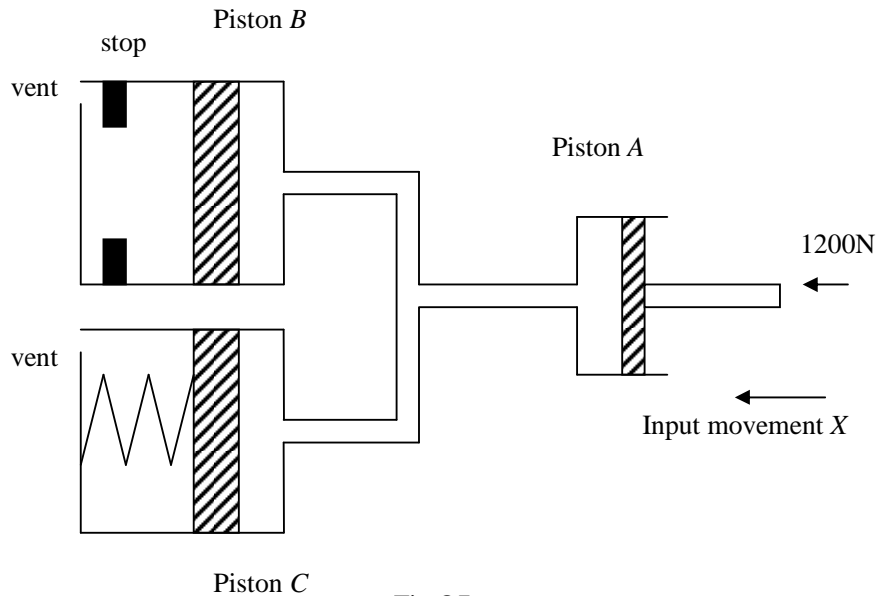 Piston B
stop
vent
Piston A
1200N
vent
Input movement X
Piston C